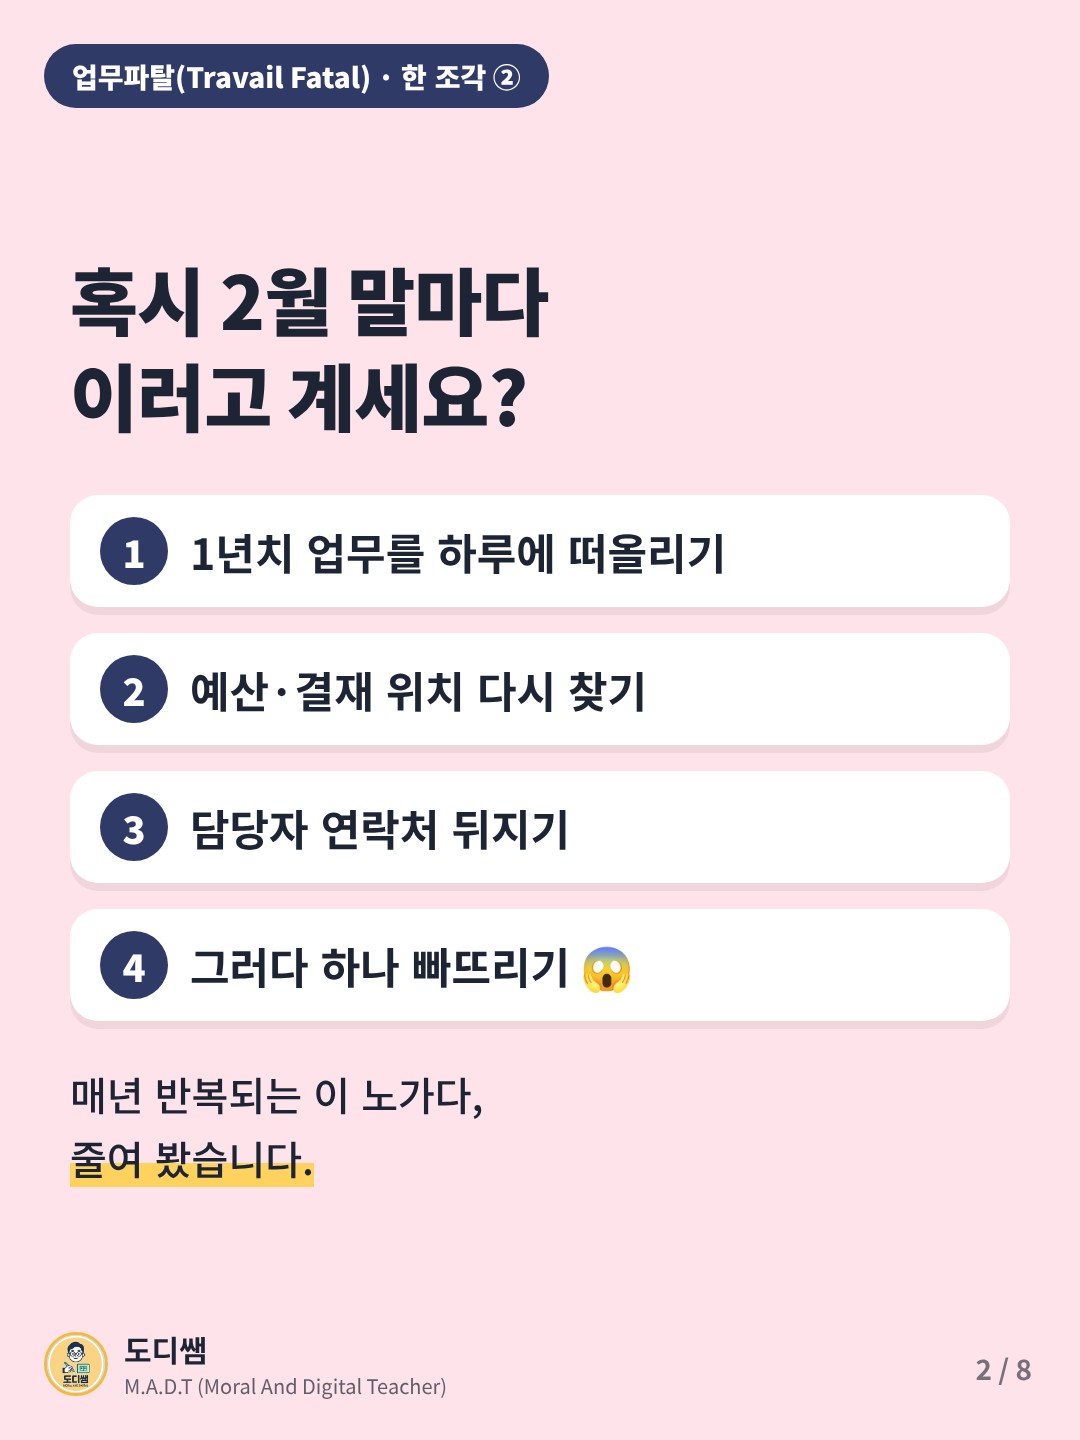 업무파탈(Travail Fatal) · 한 조각 ②
혹시 2월 말마다
이러고 계세요?
1 1년치 업무를 하루에 떠올리기
2 예산·결재 위치 다시 찾기
3 담당자 연락처 뒤지기
4 그러다 하나 빠뜨리기 😱
매년 반복되는 이 노가다,
줄여 봤습니다.
도디쌤
도디쌤
M.A.D.T (Moral And Digital Teacher)
2 / 8